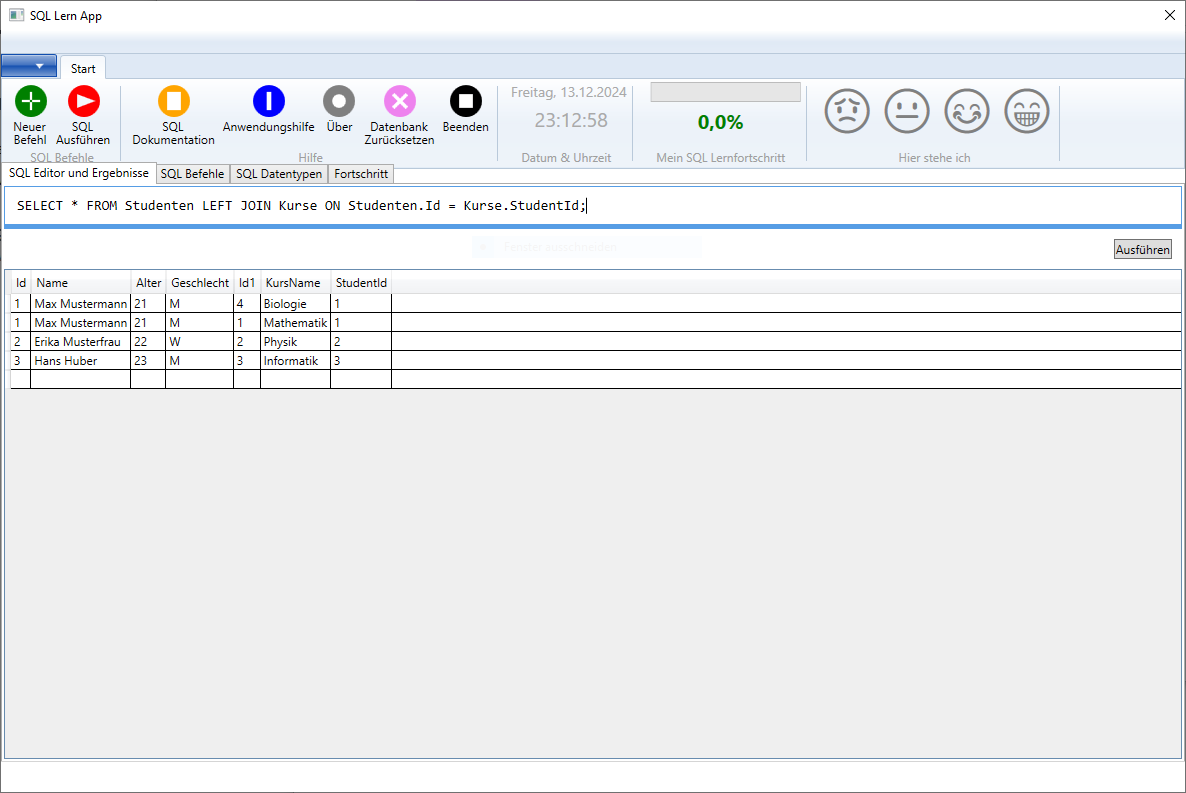 SQL Lern App
Start
Neuer Befehl
SQL Ausführen
SQL Dokumentation
Anwendungshilfe
Über
Datenbank Zurücksetzen
Beenden
Freitag, 13.12.2024
23:12:58
0,0%
SQL Befehle
Hilfe
Datum & Uhrzeit
Mein SQL Lernfortschritt
Hier stehe ich
SQL Editor und Ergebnisse SQL Befehle SQL Datentypen Fortschritt
SELECT * FROM Studenten LEFT JOIN Kurse ON Studenten.Id = Kurse.StudentId;
Ausführen
Id Name Alter Geschlecht Id1 KursName StudentId
1 Max Mustermann 21 M 4 Biologie 1
1 Max Mustermann 21 M 1 Mathematik 1
2 Erika Musterfrau 22 W 2 Physik 2
3 Hans Huber 23 M 3 Informatik 3